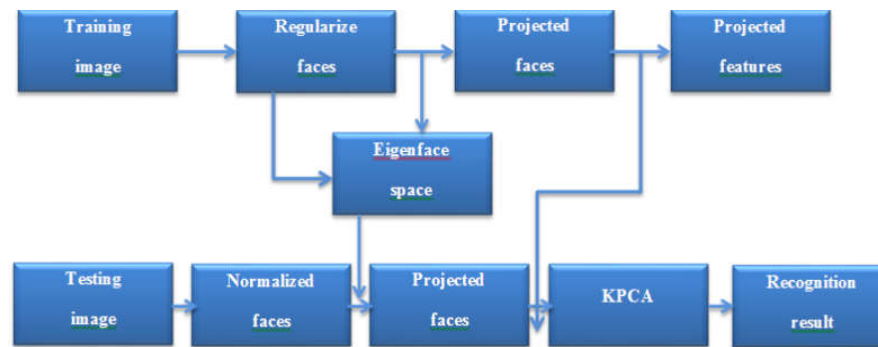 Training
image
Regularize
faces
Projected
faces
Projected
features
Eigenface
space
Testing
image
Normalized
faces
Projected
faces
KPCA
Recognition
result